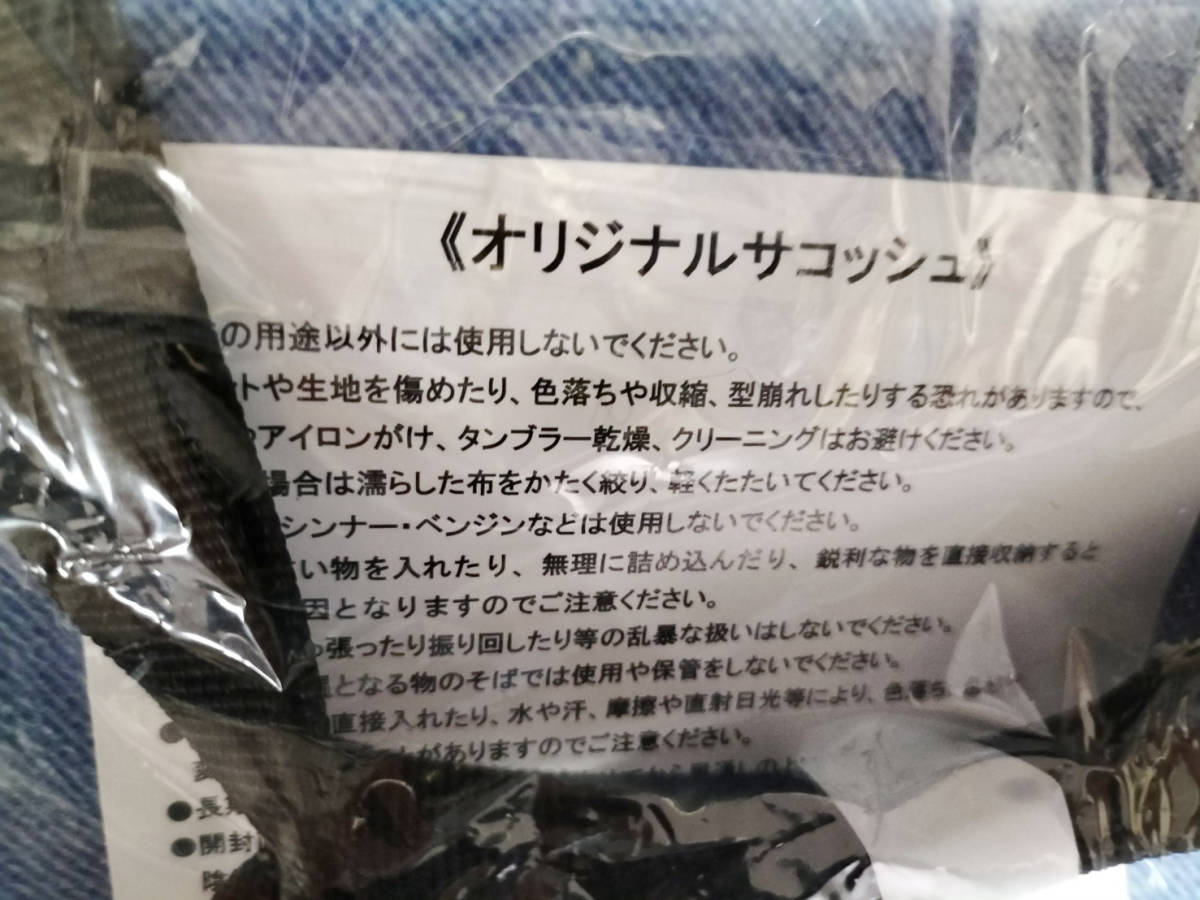 《オリジナルサコッシュ》
の用途以外には使用しないでください。
トや生地を傷めたり、色落ちや収縮、型崩れしたりする恐れがありますので、
アイロンがけ、タンブラー乾燥、クリーニングはお避けください。
場合は濡らした布をかたく絞り、軽くたたいてください。
シンナー・ベンジンなどは使用しないでください。
い物を入れたり、無理に詰め込んだり、鋭利な物を直接収納すると
因となりますのでご注意ください。
張ったり振り回したり等の乱暴な扱いはしないでください。
となる物のそばでは使用や保管をしないでください。
直接入れたり、水や汗、摩擦や直射日光等により、色落ち、
がありますのでご注意ください。
●長期
●開封
陰